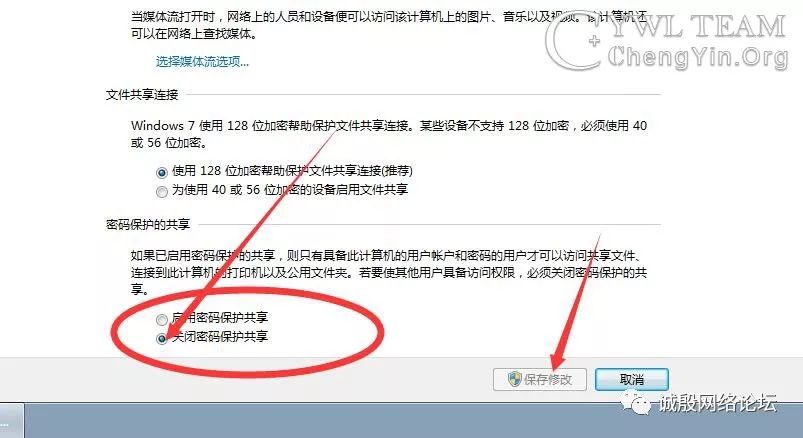 当媒体流打开时，网络上的人员和设备便可以访问该计算机上的图片、音乐以及视频。该计算机还
可以在网络上查找媒体。
YWL TEAM
ChengYin.Org
选择媒体流选项...
文件共享连接
Windows 7 使用 128 位加密帮助保护文件共享连接。某些设备不支持 128 位加密，必须使用 40
或 56 位加密。
使用 128 位加密帮助保护文件共享连接(推荐)
为使用 40 或 56 位加密的设备启用文件共享
密码保护的共享
如果已启用密码保护的共享，则只有具备此计算机的用户帐户和密码的用户才可以访问共享文件、
连接到此计算机的打印机以及公用文件夹。若要使其他用户具备访问权限，必须关闭密码保护的共
享。
启用密码保护共享
关闭密码保护共享
保存修改
取消
诚殷网络论坛
...